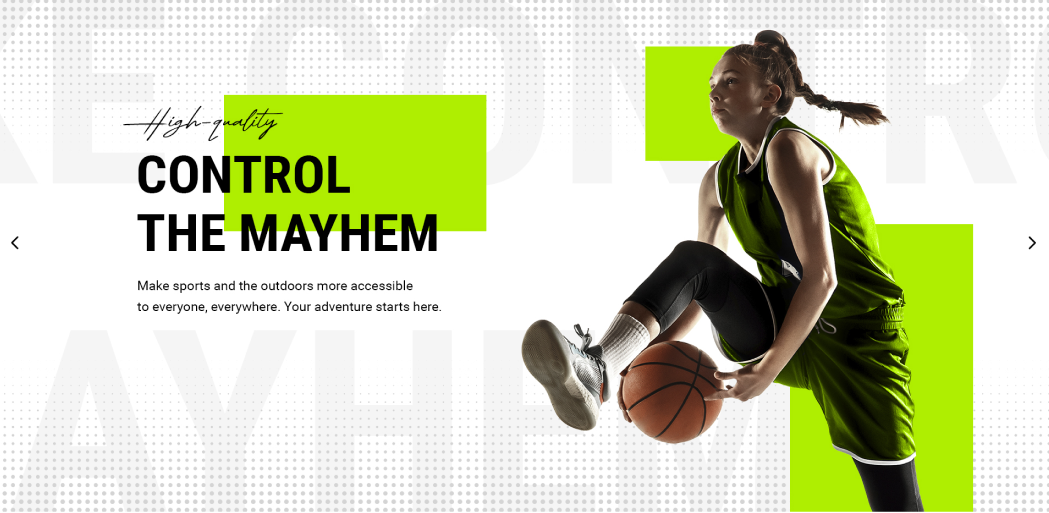 High-quality
CONTROL
THE MAYHEM
Make sports and the outdoors more accessible
to everyone, everywhere. Your adventure starts here.